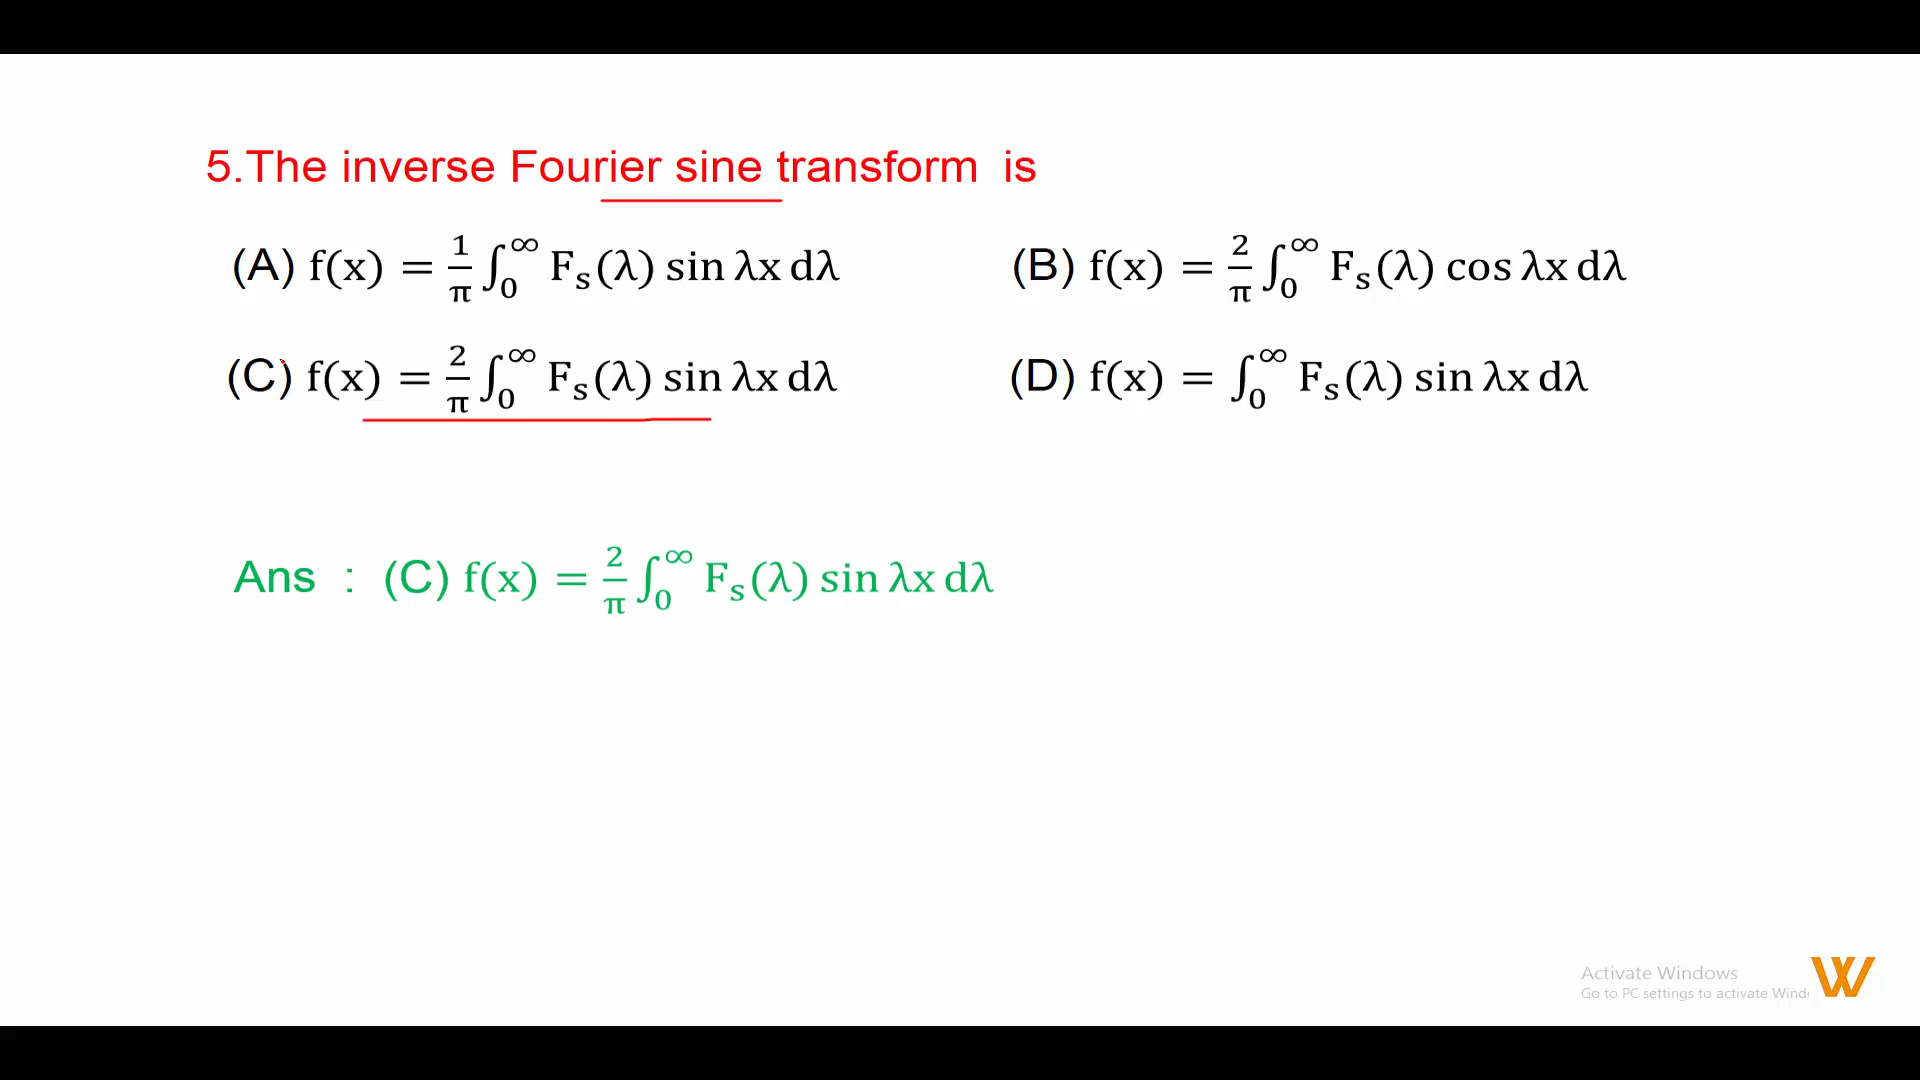 5.The inverse Fourier sine transform is
(A) f(x) = 1/π ∫₀^∞ Fₛ(λ) sin λx dλ (B) f(x) = 2/π ∫₀^∞ Fₛ(λ) cos λx dλ
(C) f(x) = 2/π ∫₀^∞ Fₛ(λ) sin λx dλ (D) f(x) = ∫₀^∞ Fₛ(λ) sin λx dλ
Ans : (C) f(x) = 2/π ∫₀^∞ Fₛ(λ) sin λx dλ
Activate Windows
Go to PC settings to activate Wind